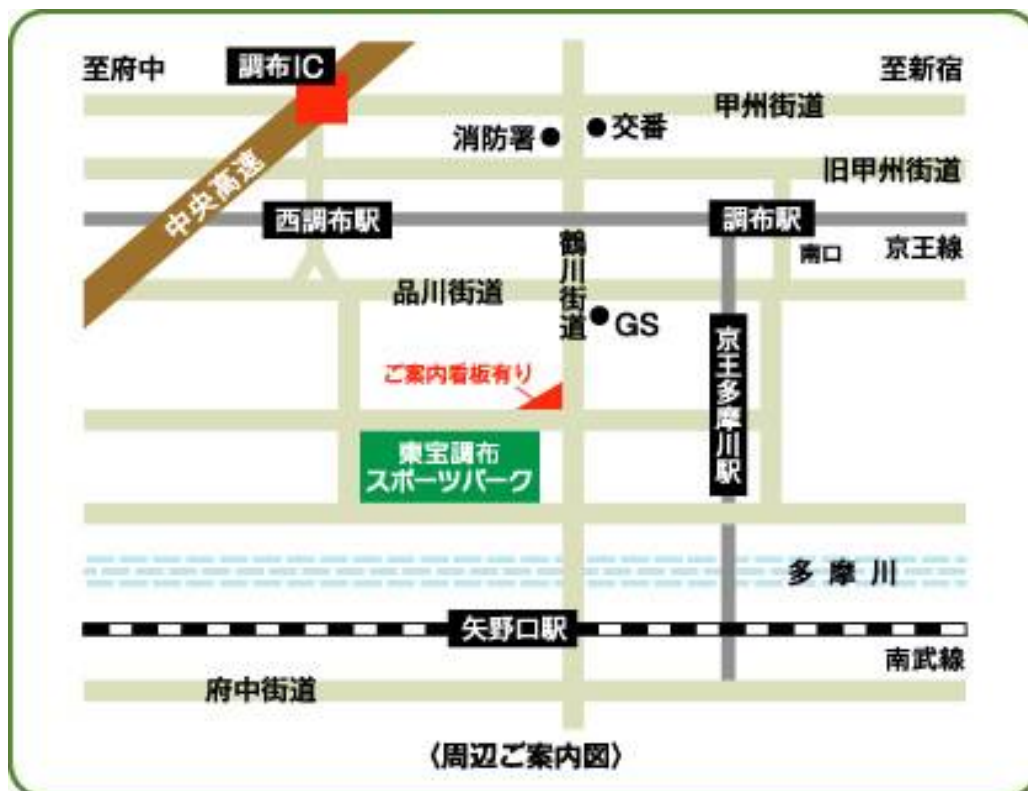 至府中
調布IC
至新宿
甲州街道
消防署
交番
旧甲州街道
中央高速
西調布駅
調布駅
南口
京王線
鶴川街道
品川街道
GS
ご案内看板有り
京王多摩川駅
東宝調布
スポーツパーク
多摩川
矢野口駅
南武線
府中街道
〈周辺ご案内図〉